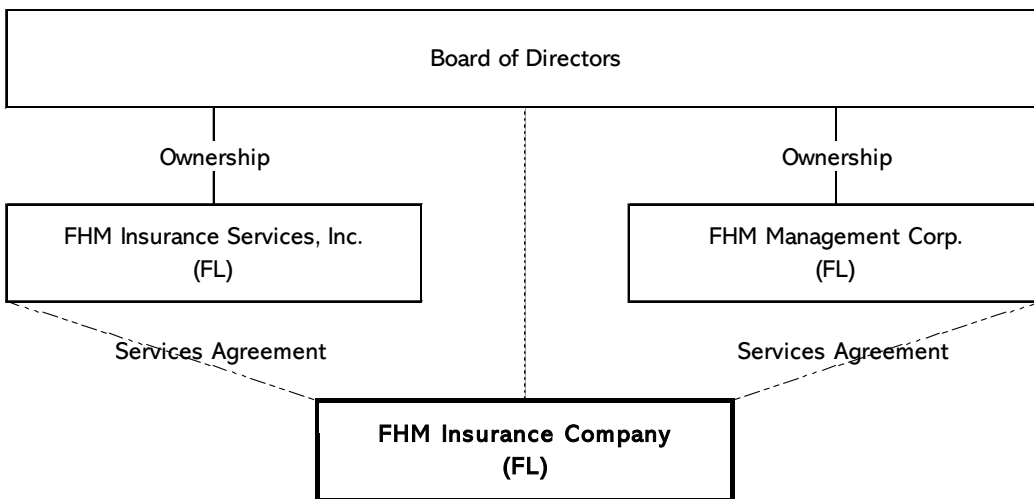 Board of Directors
Ownership
Ownership
FHM Insurance Services, Inc.
(FL)
FHM Management Corp.
(FL)
Services Agreement
Services Agreement
FHM Insurance Company
(FL)